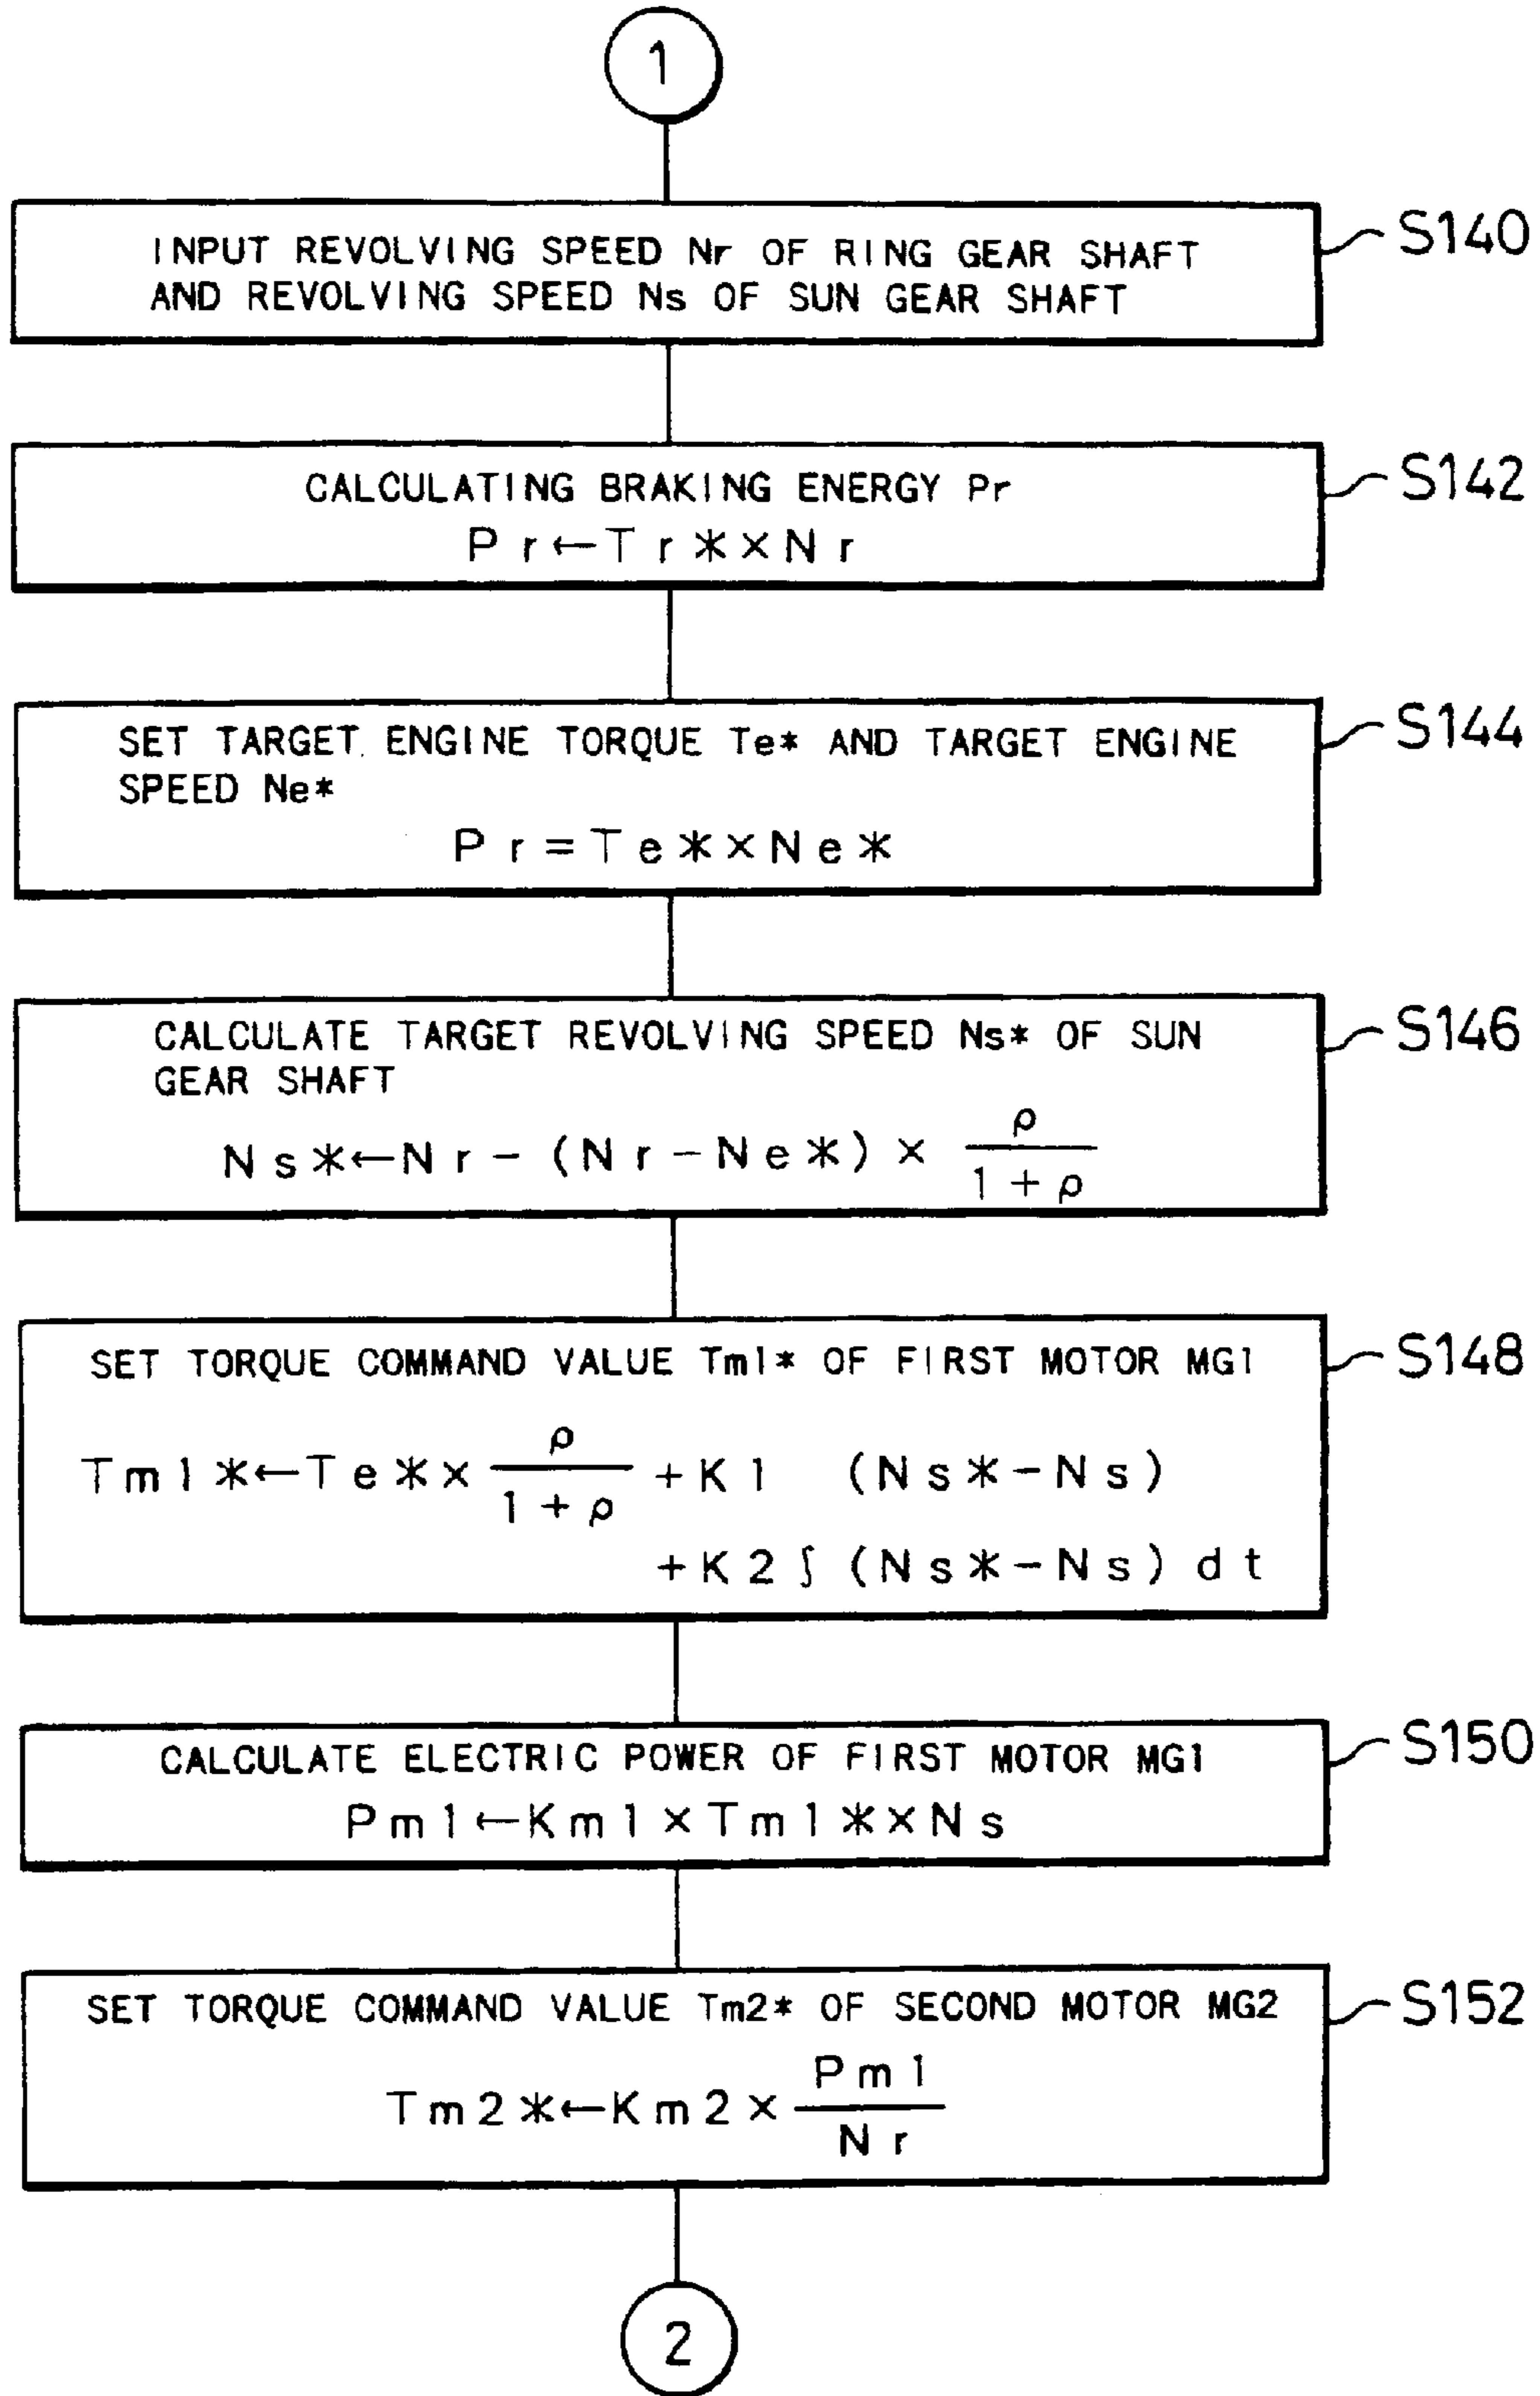 1
INPUT REVOLVING SPEED Nr OF RING GEAR SHAFT
AND REVOLVING SPEED Ns OF SUN GEAR SHAFT
S140
CALCULATING BRAKING ENERGY Pr
Pr←Tr*×Nr
S142
SET TARGET ENGINE TORQUE Te* AND TARGET ENGINE
SPEED Ne*
Pr=Te*×Ne*
S144
CALCULATE TARGET REVOLVING SPEED Ns* OF SUN
GEAR SHAFT
Ns*←Nr-(Nr-Ne*)× ρ/(1+ρ)
S146
SET TORQUE COMMAND VALUE Tm1* OF FIRST MOTOR MG1
Tm1*←Te*× ρ/(1+ρ) +K1 (Ns*-Ns)
+K2∫(Ns*-Ns)dt
S148
CALCULATE ELECTRIC POWER OF FIRST MOTOR MG1
Pm1←Km1×Tm1*×Ns
S150
SET TORQUE COMMAND VALUE Tm2* OF SECOND MOTOR MG2
Tm2*←Km2× Pm1/Nr
S152
2